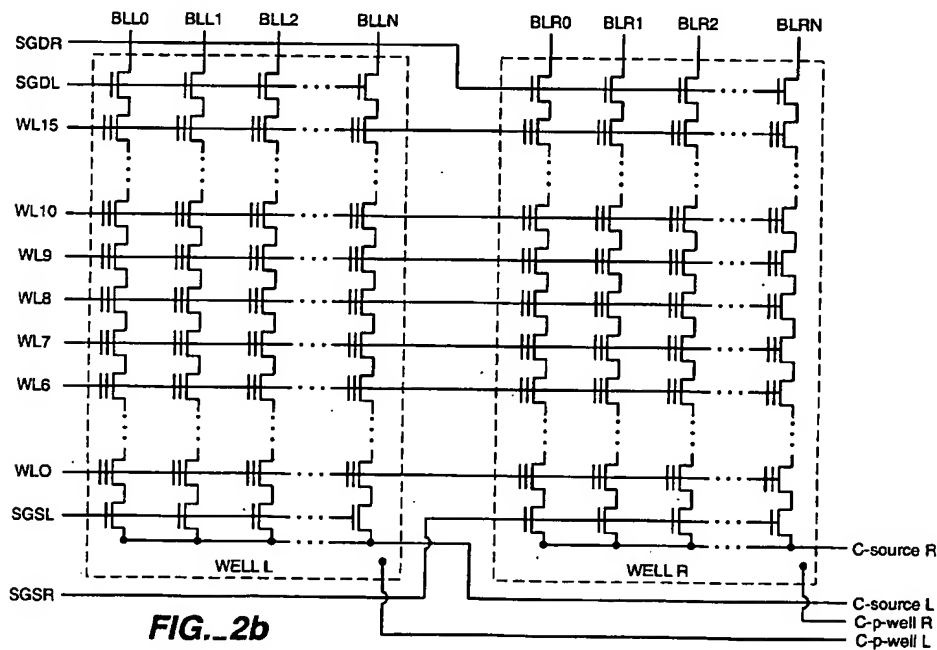 BLL0 BLL1 BLL2 BLLN BLR0 BLR1 BLR2 BLRN
SGDR
SGDL
WL15
WL10
WL9
WL8
WL7
WL6
WL0
SGSL
C-source R
WELL L WELL R
SGSR
C-source L
C-p-well R
C-p-well L
FIG._2b